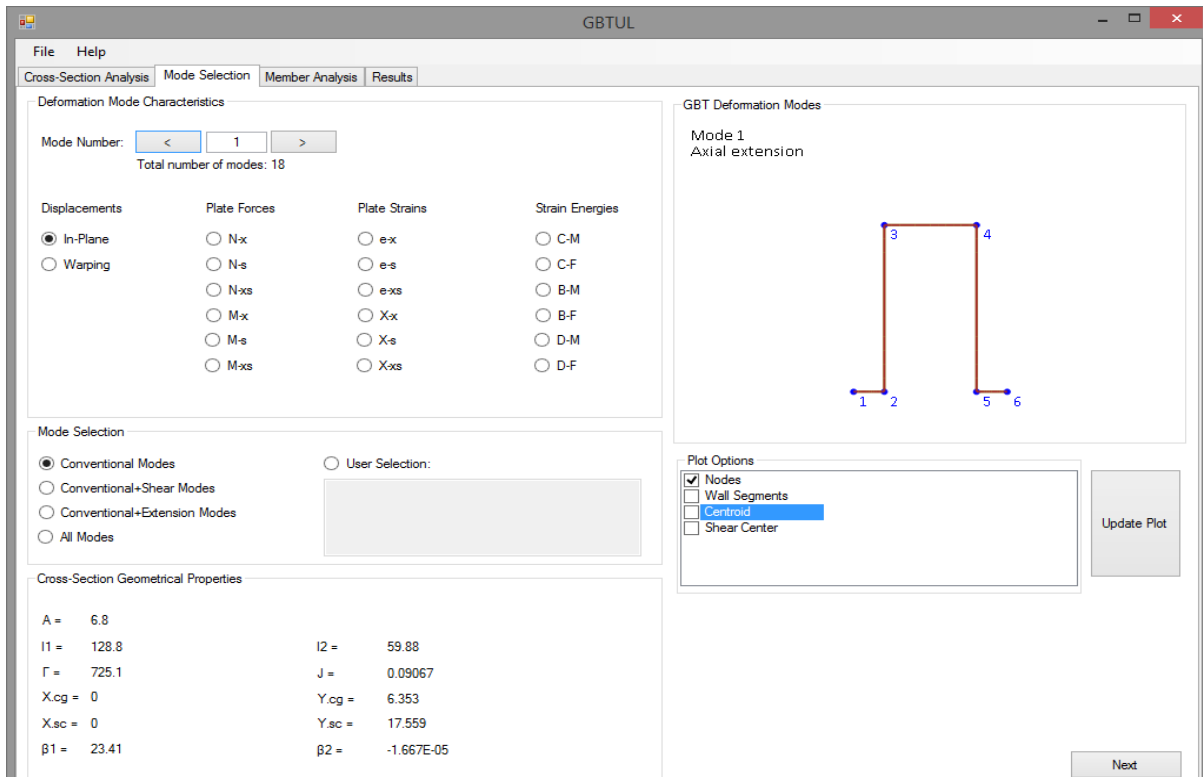 GBTUL
File Help
Cross-Section Analysis Mode Selection Member Analysis Results
Deformation Mode Characteristics
Mode Number: < 1 >
Total number of modes: 18
Displacements Plate Forces Plate Strains Strain Energies
In-Plane N-x e-x C-M
Warping N-s e-s C-F
N-xs e-xs B-M
M-x X-x B-F
M-s X-s D-M
M-xs X-xs D-F
Mode Selection
Conventional Modes User Selection:
Conventional+Shear Modes
Conventional+Extension Modes
All Modes
Cross-Section Geometrical Properties
A = 6.8
I1 = 128.8 I2 = 59.88
Γ = 725.1 J = 0.09067
X.cg = 0 Y.cg = 6.353
X.sc = 0 Y.sc = 17.559
β1 = 23.41 β2 = -1.667E-05
GBT Deformation Modes
Mode 1
Axial extension
3 4
1 2 5 6
Plot Options
Nodes
Wall Segments
Centroid
Shear Center
Update Plot
Next